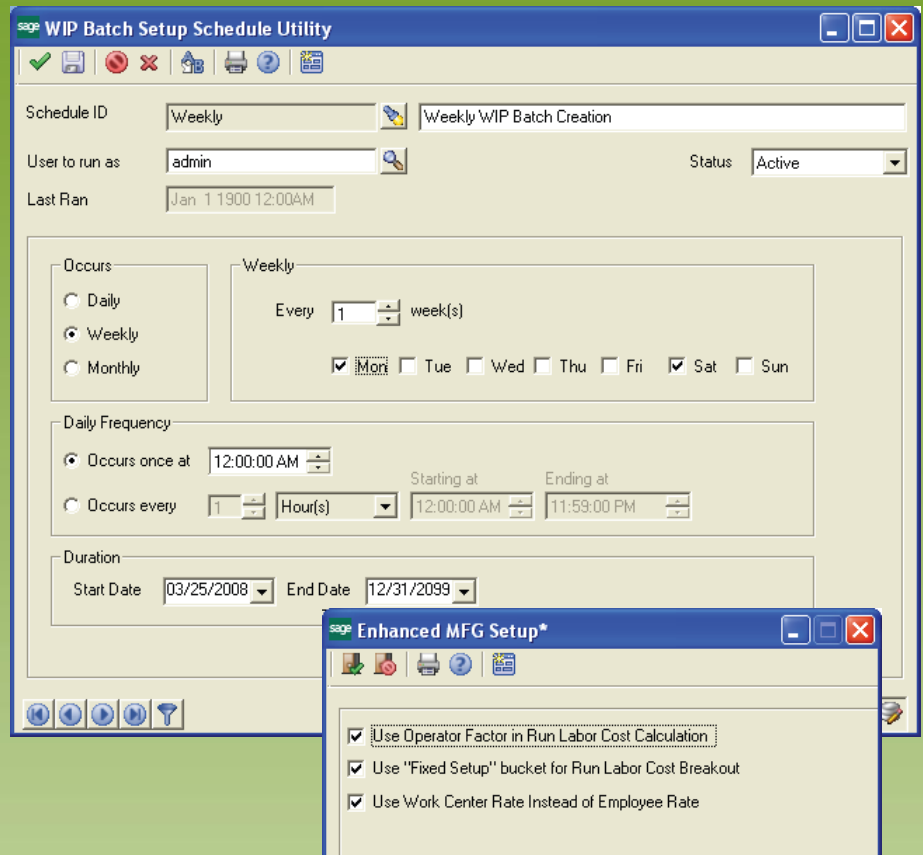 sage WIP Batch Setup Schedule Utility
Schedule ID Weekly Weekly WIP Batch Creation
User to run as admin Status Active
Last Ran Jan 1 1900 12:00AM
Occurs Weekly
Daily
Every 1 week(s)
Weekly
Monthly Mon Tue Wed Thu Fri Sat Sun
Daily Frequency
Occurs once at 12:00:00 AM
Starting at Ending at
Occurs every 1 Hour(s) 12:00:00 AM 11:59:00 PM
Duration
Start Date 03/25/2008 End Date 12/31/2099
sage Enhanced MFG Setup*
Use Operator Factor in Run Labor Cost Calculation
Use "Fixed Setup" bucket for Run Labor Cost Breakout
Use Work Center Rate Instead of Employee Rate